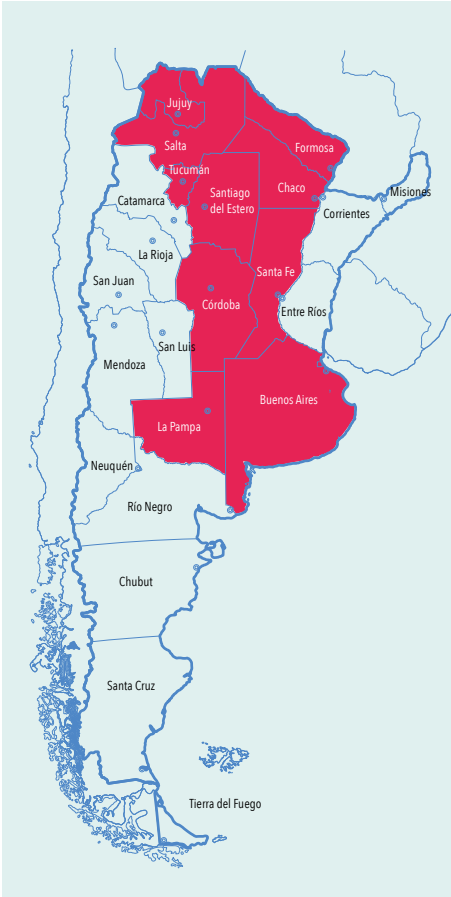 Jujuy
Salta
Formosa
Tucumán
Chaco
Misiones
Catamarca
Santiago
del Estero
Corrientes
La Rioja
Santa Fe
San Juan
Córdoba
Entre Ríos
San Luis
Mendoza
Buenos Aires
La Pampa
Neuquén
Río Negro
Chubut
Santa Cruz
Tierra del Fuego